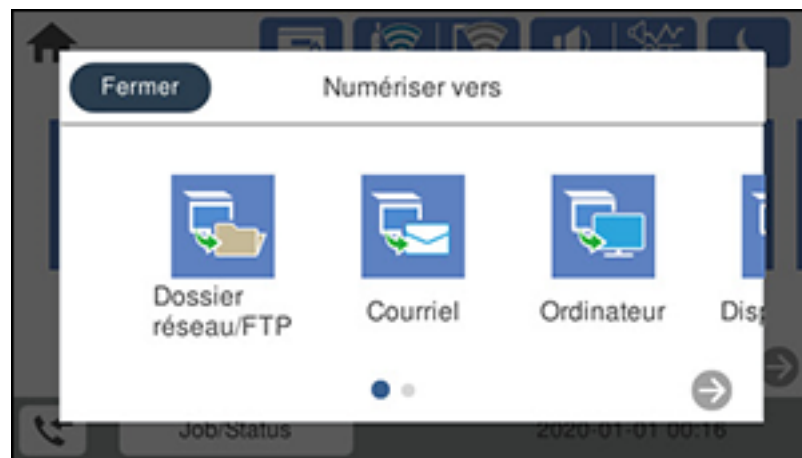 Fermer
Numériser vers
Dossier
réseau/FTP
Courriel
Ordinateur
Job/Status
2020-01-01 00:16